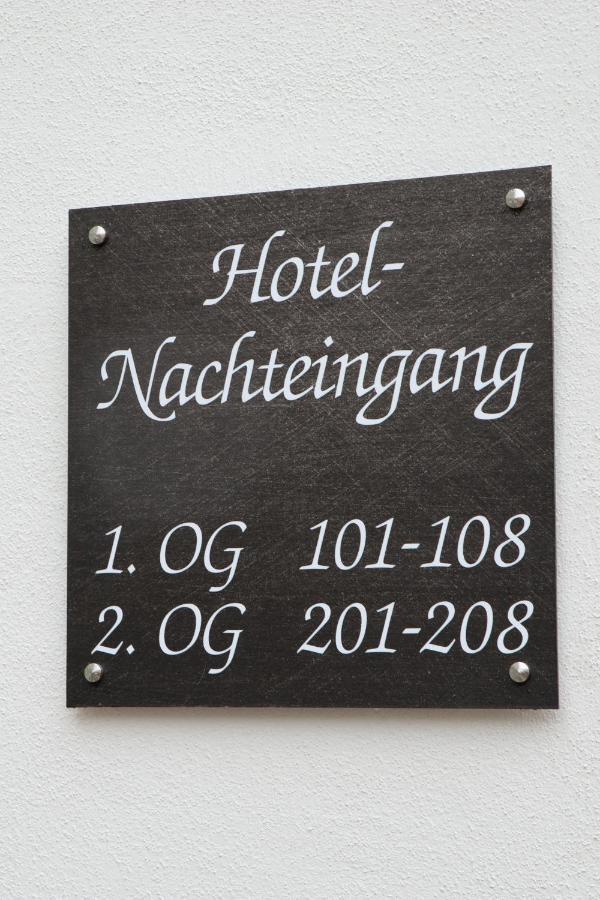 Hotel-
Nachteingang
1. OG 101-108
2. OG 201-208